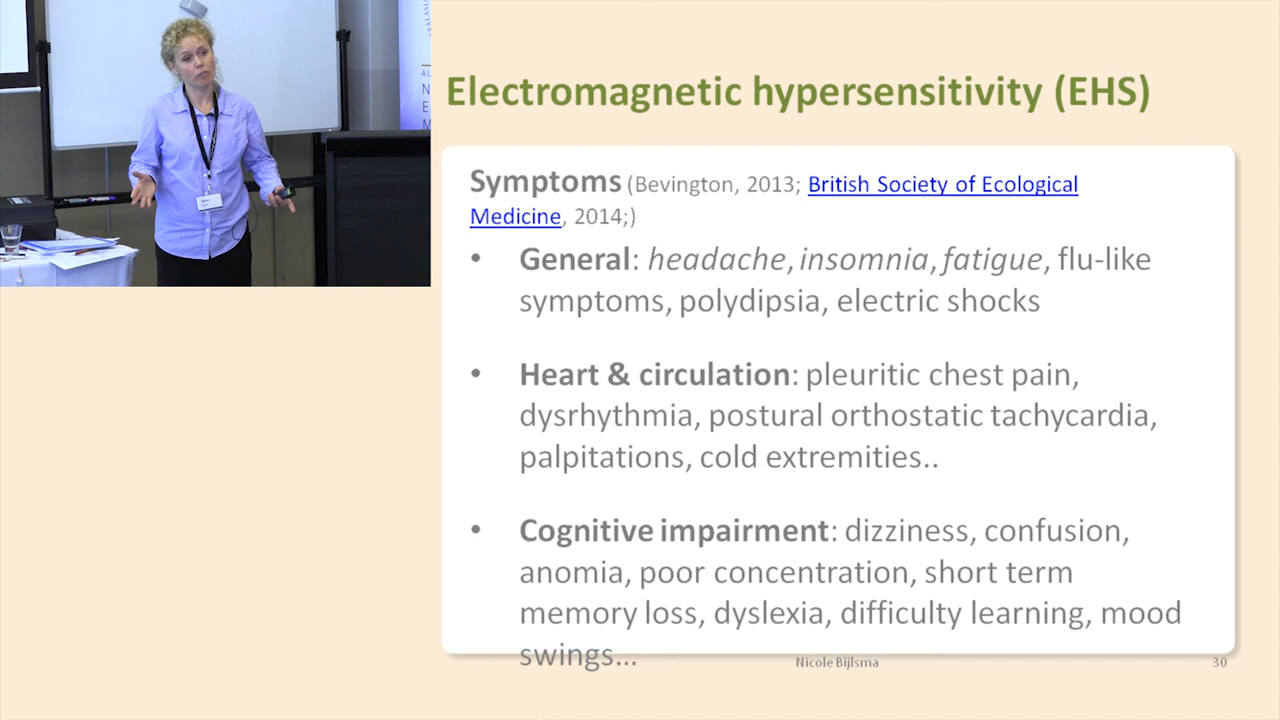 Electromagnetic hypersensitivity (EHS)
Symptoms (Bevington, 2013; British Society of Ecological
Medicine, 2014;)
• General: headache, insomnia, fatigue, flu-like
symptoms, polydipsia, electric shocks
• Heart & circulation: pleuritic chest pain,
dysrhythmia, postural orthostatic tachycardia,
palpitations, cold extremities..
• Cognitive impairment: dizziness, confusion,
anomia, poor concentration, short term
memory loss, dyslexia, difficulty learning, mood
swings...
Nicole Bijlsma
30